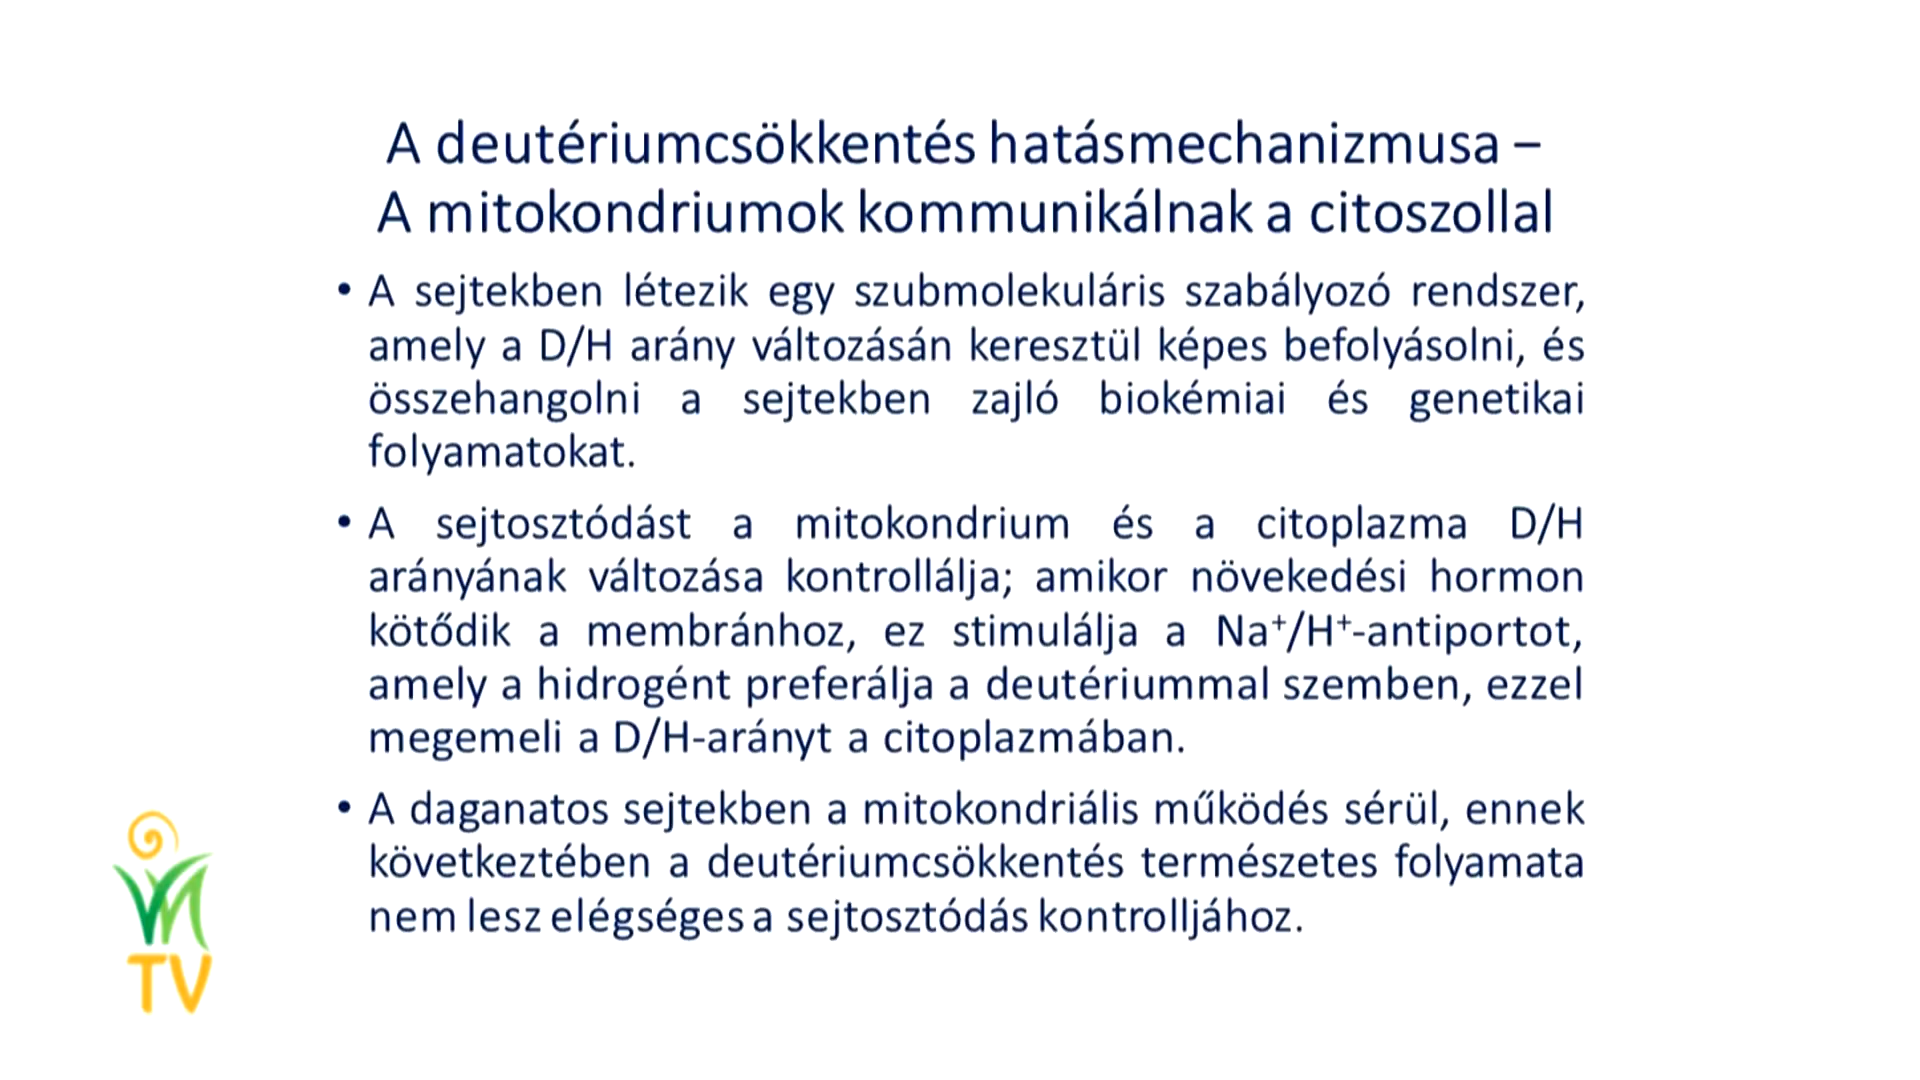 A deutériumcsökkentés hatásmechanizmusa –
A mitokondriumok kommunikálnak a citoszollal
• A sejtekben létezik egy szubmolekuláris szabályozó rendszer,
amely a D/H arány változásán keresztül képes befolyásolni, és
összehangolni a sejtekben zajló biokémiai és genetikai
folyamatokat.
• A sejtosztódást a mitokondrium és a citoplazma D/H
arányának változása kontrollálja; amikor növekedési hormon
kötődik a membránhoz, ez stimulálja a Na⁺/H⁺-antiportot,
amely a hidrogént preferálja a deutériummal szemben, ezzel
megemeli a D/H-arányt a citoplazmában.
• A daganatos sejtekben a mitokondriális működés sérül, ennek
következtében a deutériumcsökkentés természetes folyamata
nem lesz elégséges a sejtosztódás kontrolljához.
TV